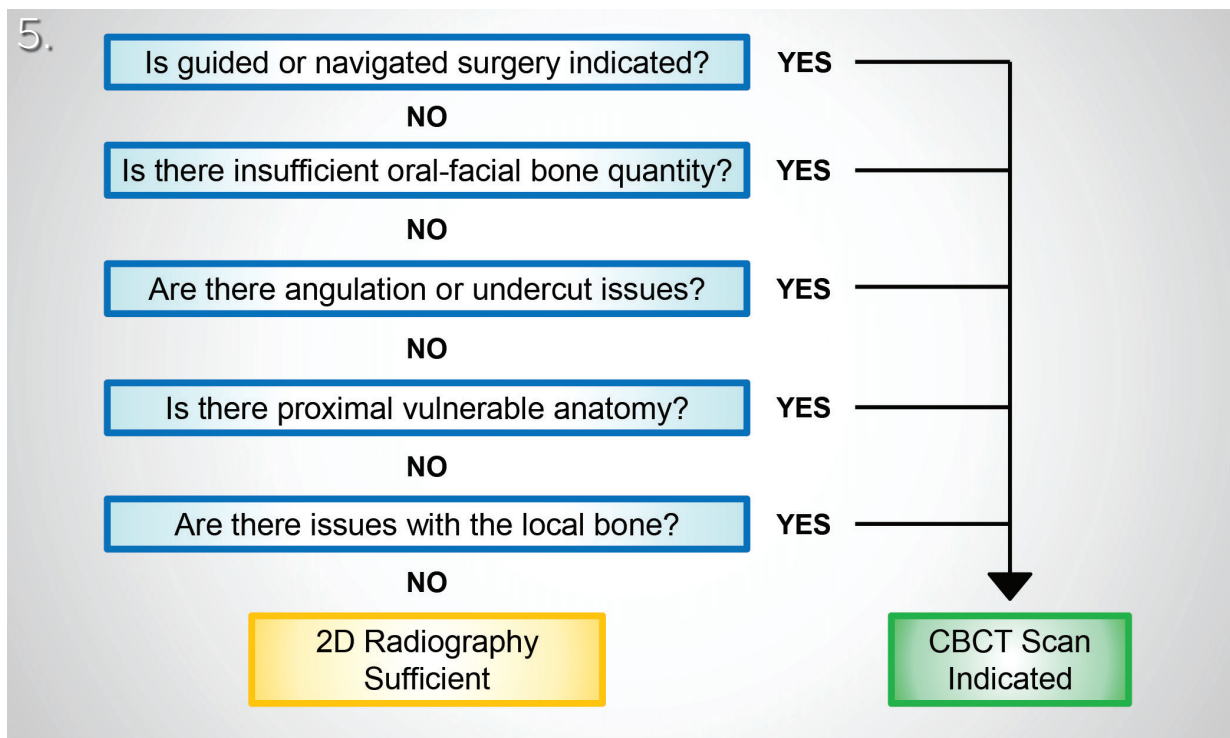 5.
Is guided or navigated surgery indicated? YES
NO
Is there insufficient oral-facial bone quantity? YES
NO
Are there angulation or undercut issues? YES
NO
Is there proximal vulnerable anatomy? YES
NO
Are there issues with the local bone? YES
NO
2D Radiography
Sufficient
CBCT Scan
Indicated